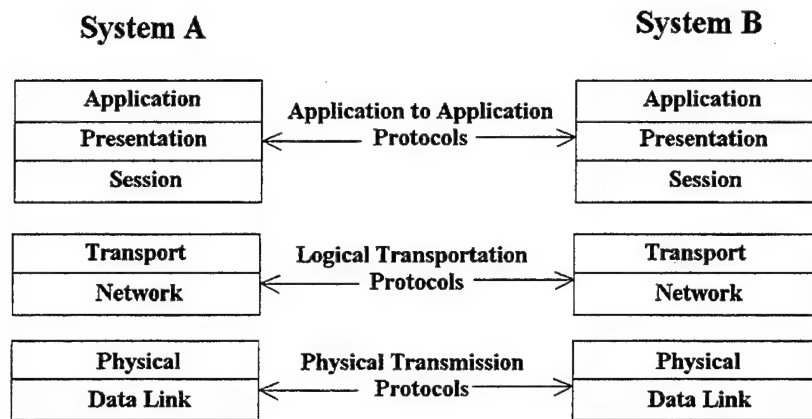 System A
System B
Application
Presentation
Session
Application to Application
Protocols
Application
Presentation
Session
Transport
Network
Logical Transportation
Protocols
Transport
Network
Physical
Data Link
Physical Transmission
Protocols
Physical
Data Link